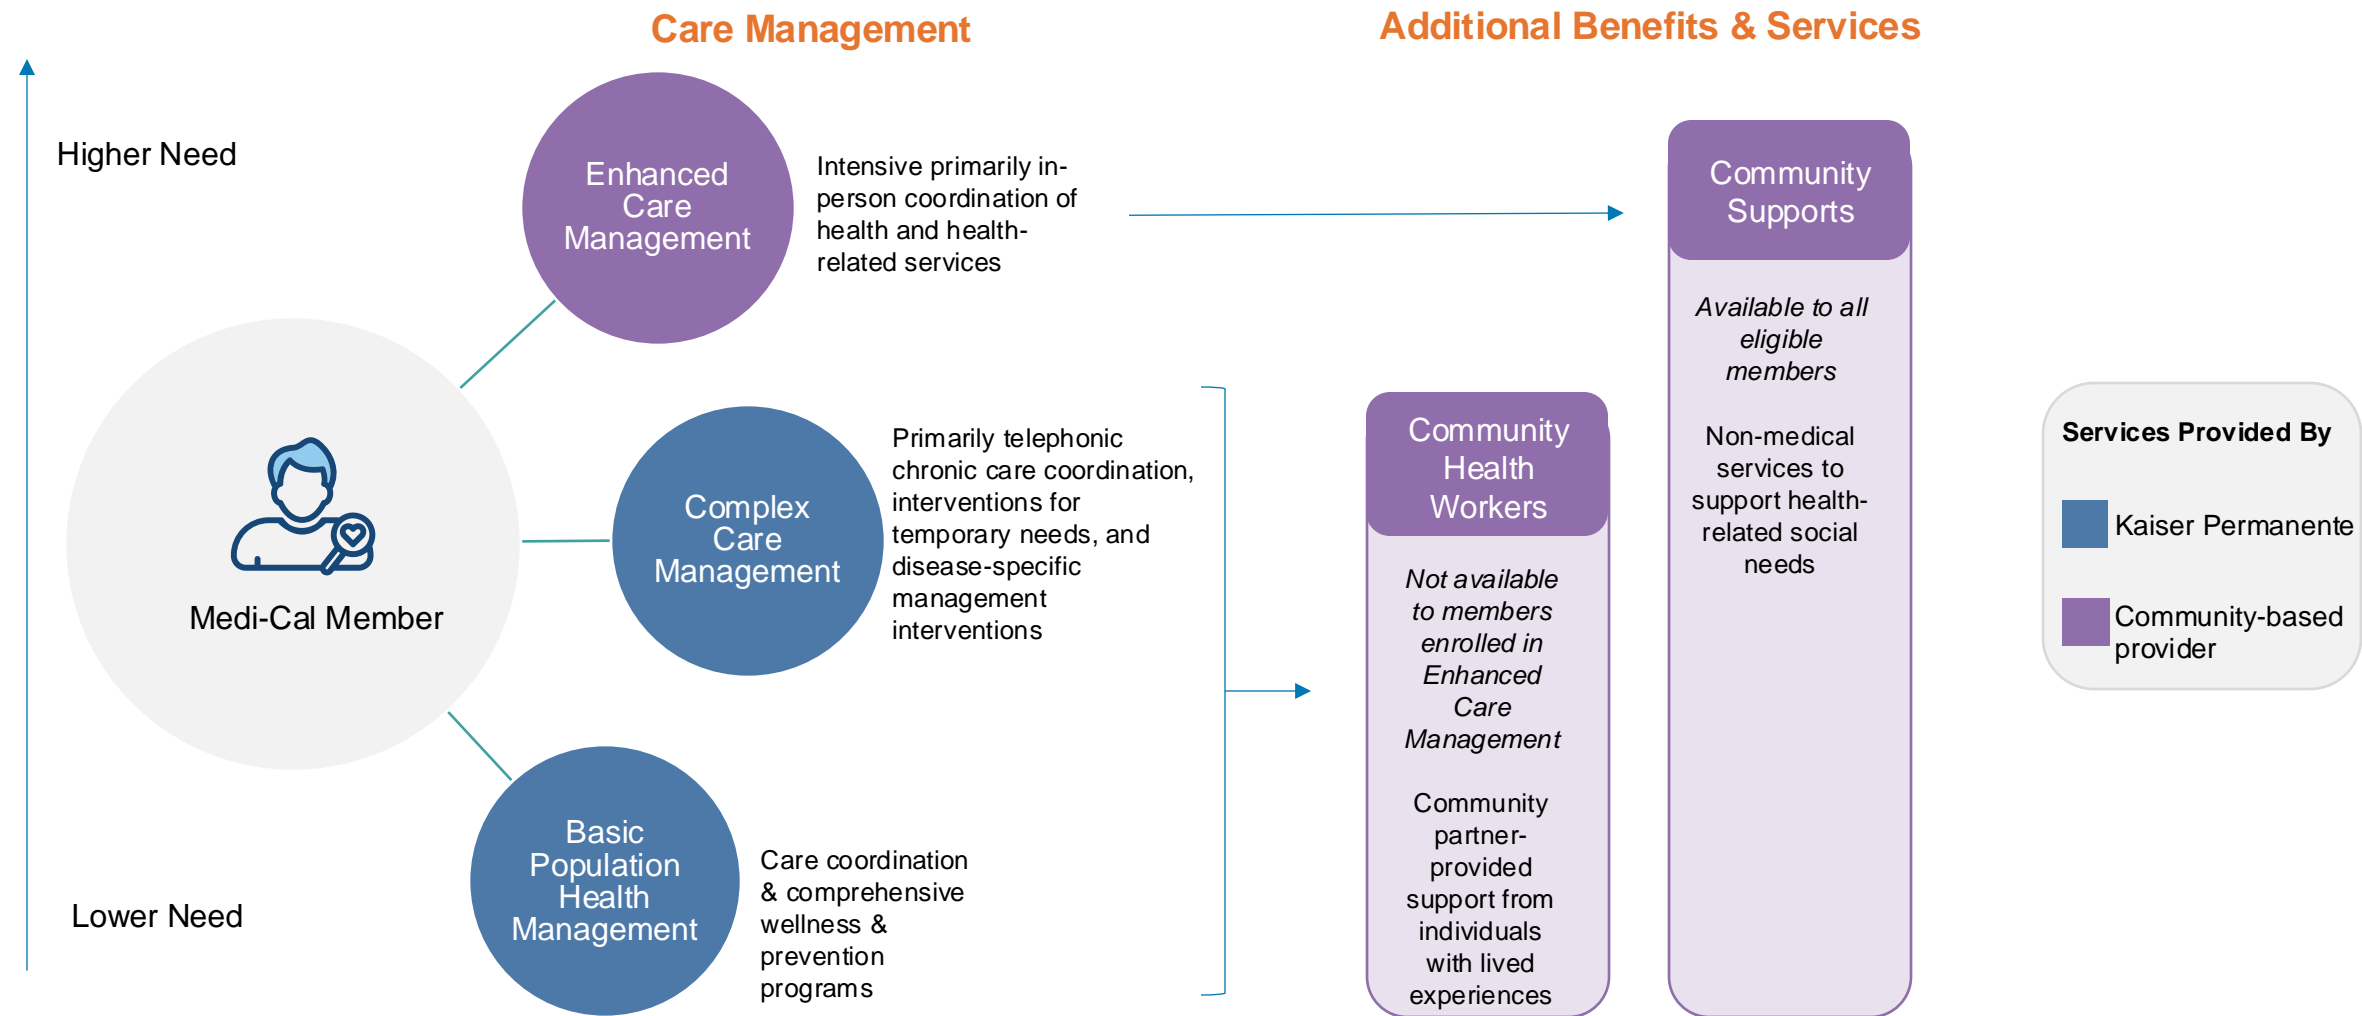 Care Management
Additional Benefits & Services
Higher Need
Enhanced
Care
Management
Intensive primarily in-
person coordination of
health and health-
related services
Community
Supports
Available to all
eligible
members
Non-medical
services to
support health-
related social
needs
Medi-Cal Member
Complex
Care
Management
Primarily telephonic
chronic care coordination,
interventions for
temporary needs, and
disease-specific
management
interventions
Community
Health
Workers
Not available
to members
enrolled in
Enhanced
Care
Management
Community
partner-
provided
support from
individuals
with lived
experiences
Services Provided By
Kaiser Permanente
Community-based
provider
Lower Need
Basic
Population
Health
Management
Care coordination
& comprehensive
wellness &
prevention
programs